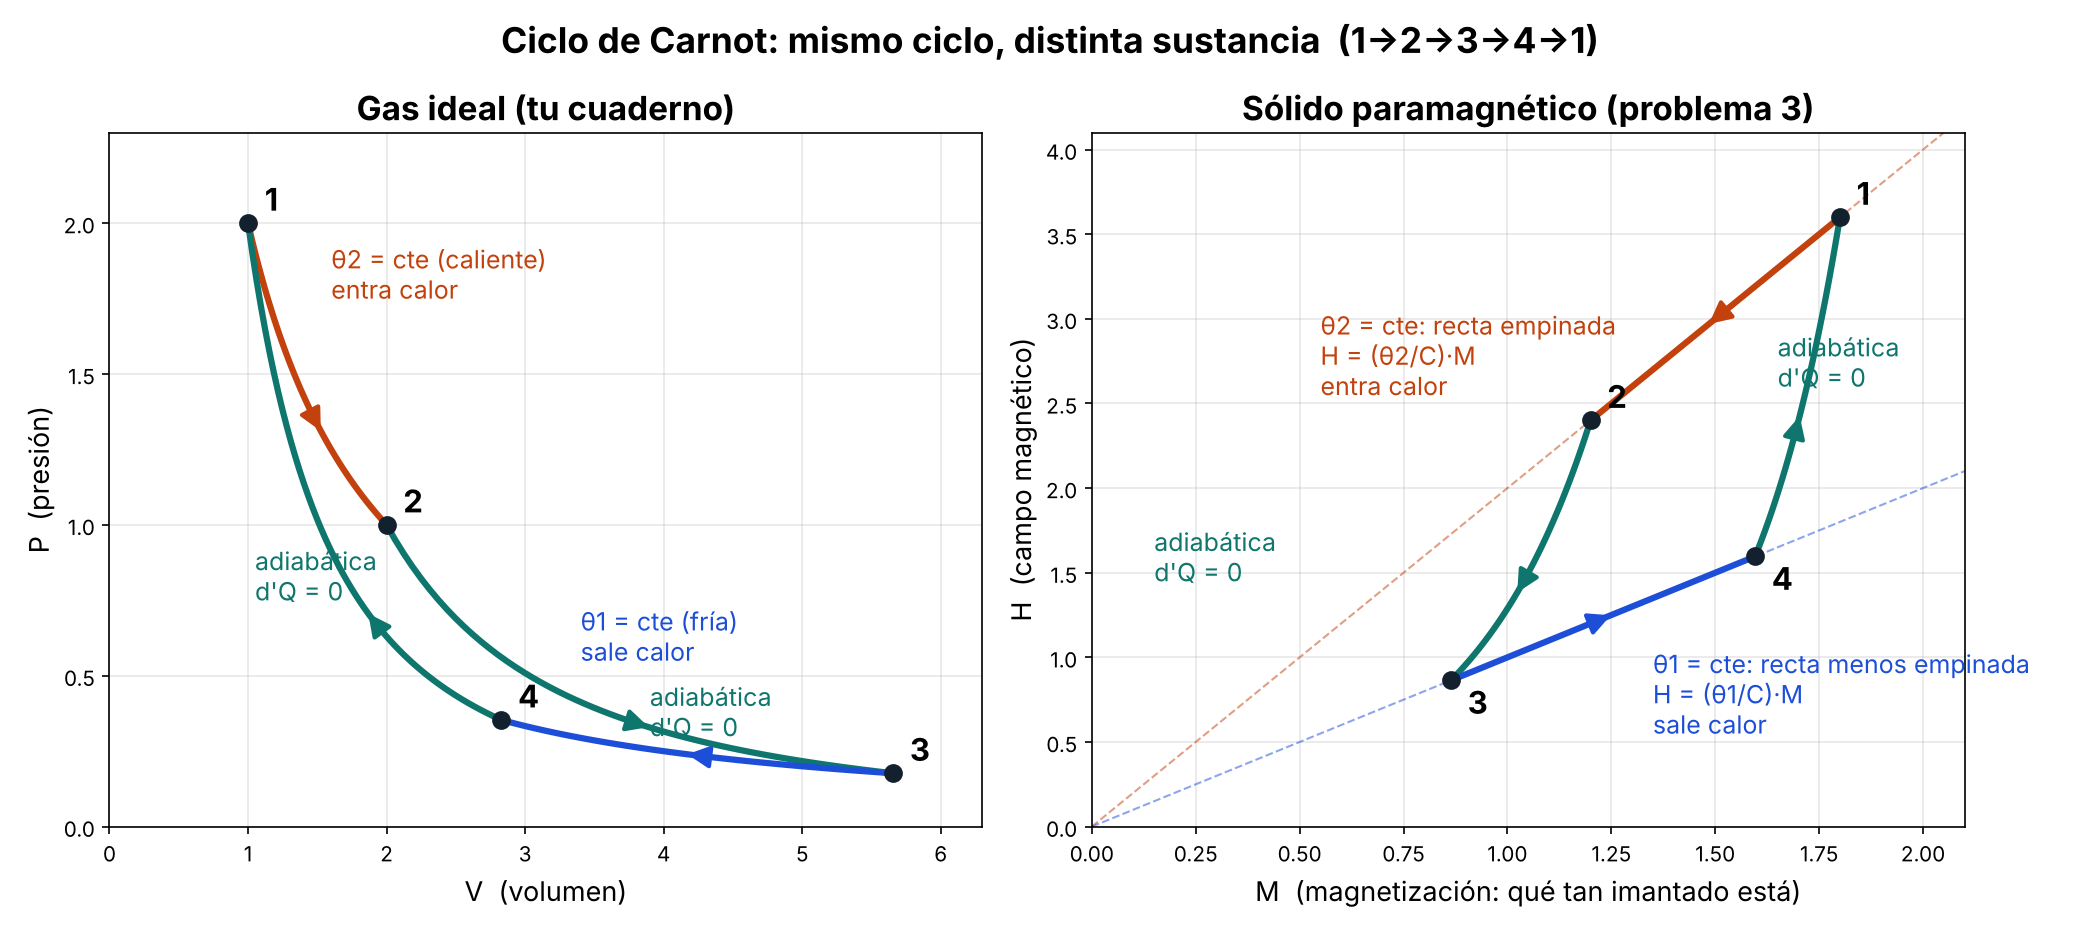 Ciclo de Carnot: mismo ciclo, distinta sustancia (1→2→3→4→1)
Gas ideal (tu cuaderno)
P (presión)
2.0
1.5
1.0
0.5
0.0
1
θ2 = cte (caliente)
entra calor
2
adiabática
d'Q = 0
θ1 = cte (fría)
sale calor
4
adiabática
d'Q = 0
3
0
1
2
3
4
5
6
V (volumen)
Sólido paramagnético (problema 3)
H (campo magnético)
4.0
3.5
3.0
2.5
2.0
1.5
1.0
0.5
0.0
1
θ2 = cte: recta empinada
H = (θ2/C)·M
entra calor
adiabática
d'Q = 0
2
adiabática
d'Q = 0
4
θ1 = cte: recta menos empinada
H = (θ1/C)·M
sale calor
3
0.00
0.25
0.50
0.75
1.00
1.25
1.50
1.75
2.00
M (magnetización: qué tan imantado está)